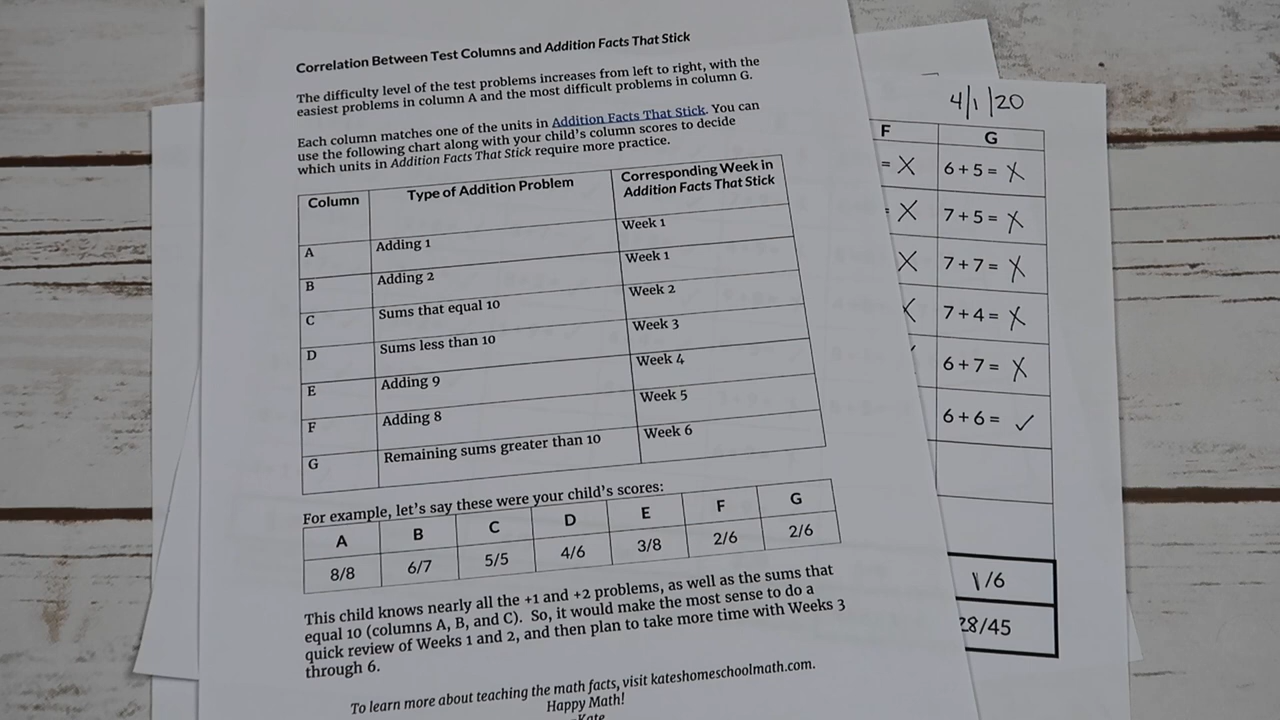 Correlation Between Test Columns and Addition Facts That Stick
The difficulty level of the test problems increases from left to right, with the
easiest problems in column A and the most difficult problems in column G.
Each column matches one of the units in Addition Facts That Stick. You can
use the following chart along with your child's column scores to decide
which units in Addition Facts That Stick require more practice.
Column Type of Addition Problem Corresponding Week in
Addition Facts That Stick
A Adding 1 Week 1
B Adding 2 Week 1
C Sums that equal 10 Week 2
D Sums less than 10 Week 3
E Adding 9 Week 4
F Adding 8 Week 5
G Remaining sums greater than 10 Week 6
For example, let's say these were your child's scores:
A B C D E F G
8/8 6/7 5/5 4/6 3/8 2/6 2/6
This child knows nearly all the +1 and +2 problems, as well as the sums that
equal 10 (columns A, B, and C). So, it would make the most sense to do a
quick review of Weeks 1 and 2, and then plan to take more time with Weeks 3
through 6.
To learn more about teaching the math facts, visit kateshomeschoolmath.com.
Happy Math!
-Kate
4/1/20
F G
= X 6 + 5 = X
= X 7 + 5 = X
X 7 + 7 = X
X 7 + 4 = X
6 + 7 = X
6 + 6 = ✓
1/6
28/45